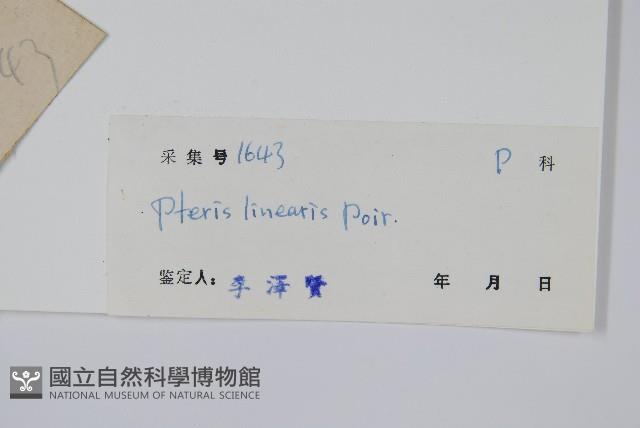 43
采集号 1643 P 科
Pteris linearis Poir.
鉴定人: 李泽贤 年 月 日
國立自然科學博物館
NATIONAL MUSEUM OF NATURAL SCIENCE